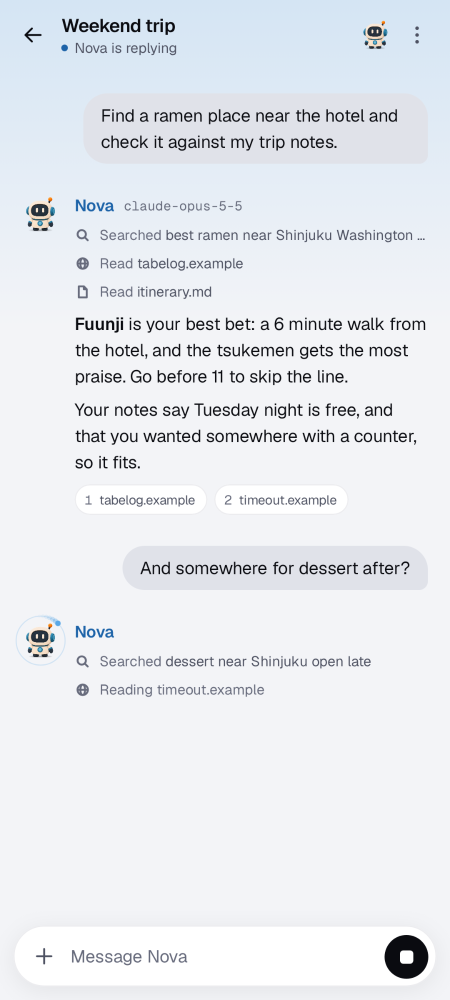 Weekend trip
Nova is replying
Find a ramen place near the hotel and
check it against my trip notes.
Nova claude-opus-5-5
Searched best ramen near Shinjuku Washington ...
Read tabelog.example
Read itinerary.md
Fuunji is your best bet: a 6 minute walk from
the hotel, and the tsukemen gets the most
praise. Go before 11 to skip the line.
Your notes say Tuesday night is free, and
that you wanted somewhere with a counter,
so it fits.
1 tabelog.example 2 timeout.example
And somewhere for dessert after?
Nova
Searched dessert near Shinjuku open late
Reading timeout.example
Message Nova